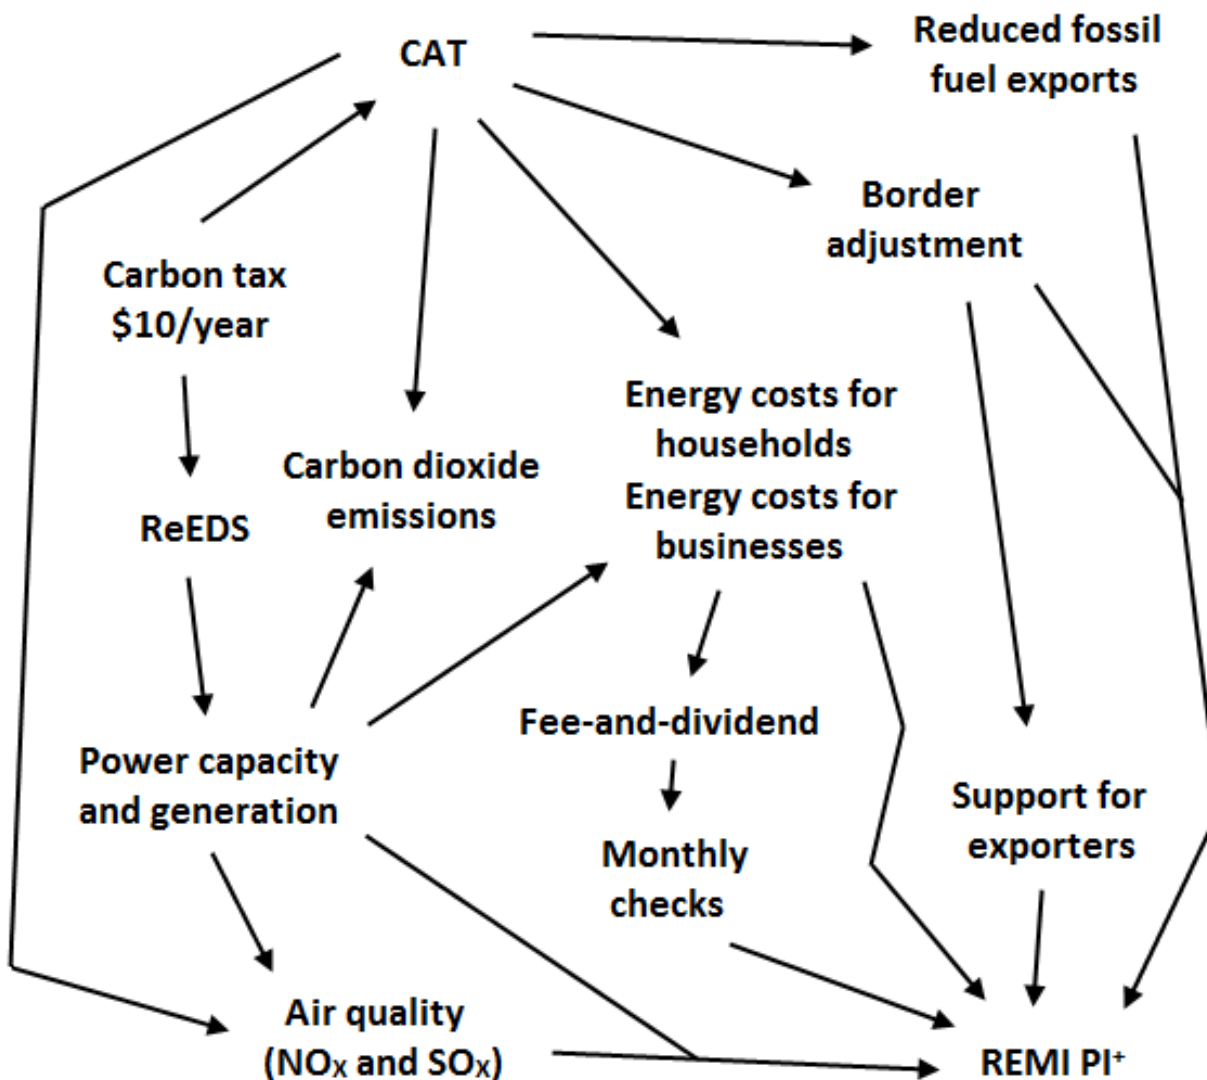 CAT
Reduced fossil
fuel exports
Border
adjustment
Carbon tax
$10/year
Energy costs for
households
Energy costs for
businesses
Carbon dioxide
emissions
ReEDS
Fee-and-dividend
Power capacity
and generation
Support for
exporters
Monthly
checks
Air quality
(NOx and SOx)
REMI PI⁺